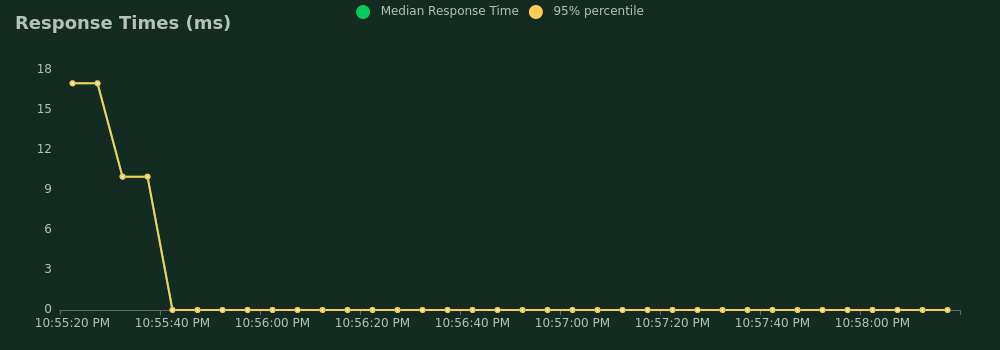 Response Times (ms)
Median Response Time
95% percentile
18
15
12
9
6
3
0
10:55:20 PM
10:55:40 PM
10:56:00 PM
10:56:20 PM
10:56:40 PM
10:57:00 PM
10:57:20 PM
10:57:40 PM
10:58:00 PM